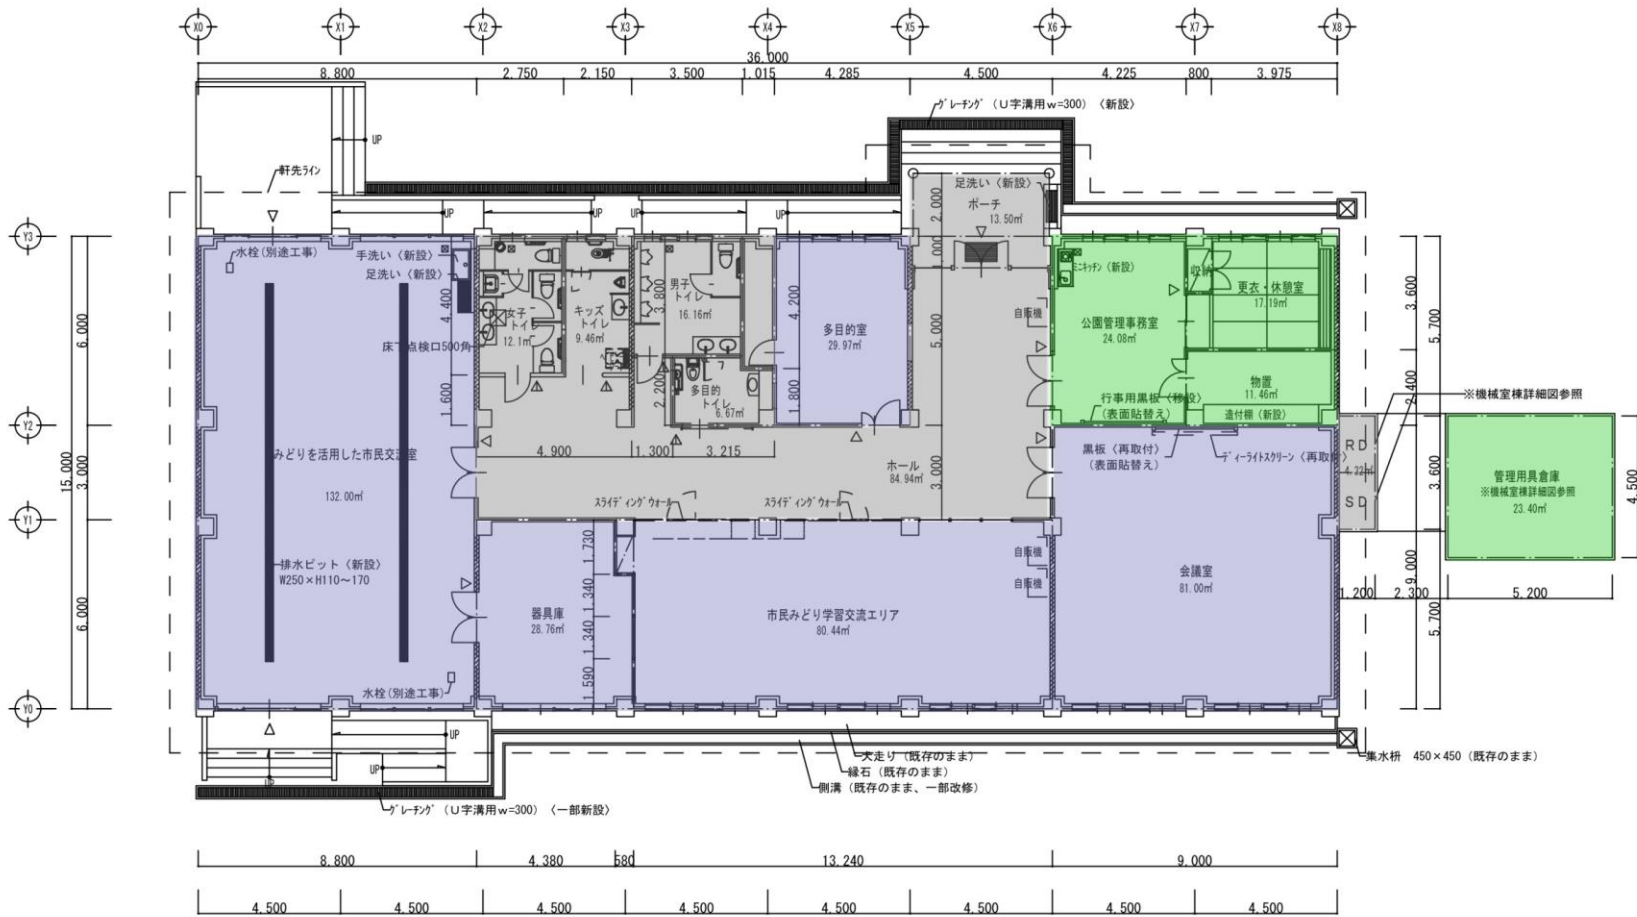 X0 X1 X2 X3 X4 X5 X6 X7 X8
36.000
8.800 2.750 2.150 3.500 1.015 4.285 4.500 4.225 800 3.975
グレーチング（U字溝用w=300）〈新設〉
UP
軒先ライン
UP UP UP UP
足洗い〈新設〉
ポーチ
13.50㎡
2.000
1.000
Y3
水栓(別途工事)
手洗い〈新設〉
足洗い〈新設〉
4.400
床下点検口500角
1.600
女子
トイレ
12.1㎡
キッズ
トイレ
9.46㎡
3.800
男子
トイレ
16.16㎡
2.200
多目的
トイレ
6.67㎡
4.200
多目的室
29.97㎡
1.800
5.000
自販機
ミニキッチン〈新設〉
収納
公園管理事務室
24.08㎡
更衣・休憩室
17.19㎡
物置
11.46㎡
造付棚〈新設〉
行事用黒板〈移設〉
(表面貼替え)
3.600
5.700
2.400
※機械室棟詳細図参照
Y2
6.000
15.000
3.000
4.900 1.300 3.215
ホール
84.94㎡
3.000
黒板〈再取付〉
(表面貼替え)
ディーライトスクリーン〈再取付〉
RD
4.22㎡
SD
3.600
管理用具倉庫
※機械室棟詳細図参照
23.40㎡
4.500
みどりを活用した市民交流室
132.00㎡
スライディングウォール スライディングウォール
Y1
排水ピット〈新設〉
W250×H110～170
6.000
1.730
1.340
1.340
1.590
器具庫
28.76㎡
市民みどり学習交流エリア
80.44㎡
自販機
自販機
会議室
81.00㎡
9.000
5.700
1.200 2.300 5.200
水栓(別途工事)
Y0
UP
UP
UP
犬走り（既存のまま）
縁石（既存のまま）
側溝（既存のまま、一部改修）
集水枡 450×450（既存のまま）
グレーチング（U字溝用w=300）〈一部新設〉
8.800 4.380 580 13.240 9.000
4.500 4.500 4.500 4.500 4.500 4.500 4.500 4.500